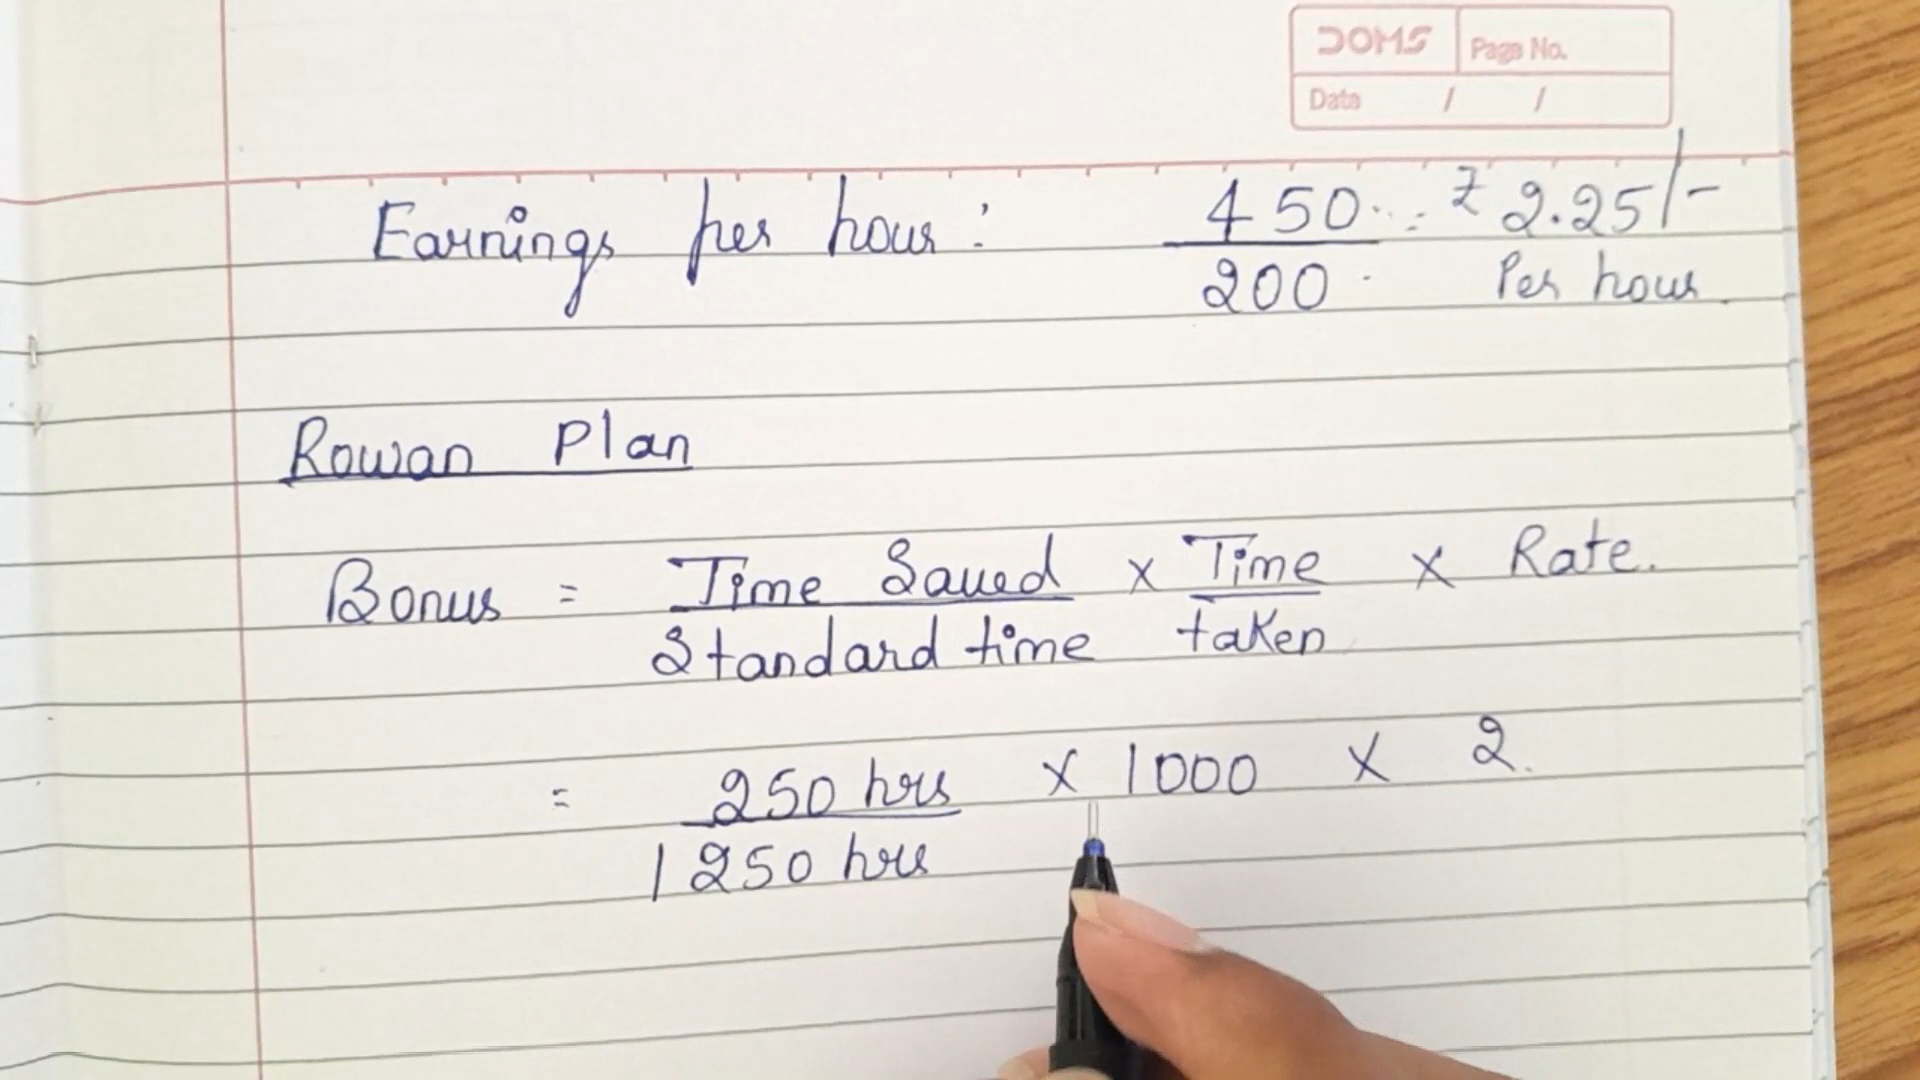 DOMS Page No.
Date / /
Earnings per hour : 450 = ₹ 2.25/-
200 Per hour.
Rowan Plan
Bonus = Time Saved x Time x Rate.
Standard time taken
= 250 hrs x 1000 x 2.
1250 hrs